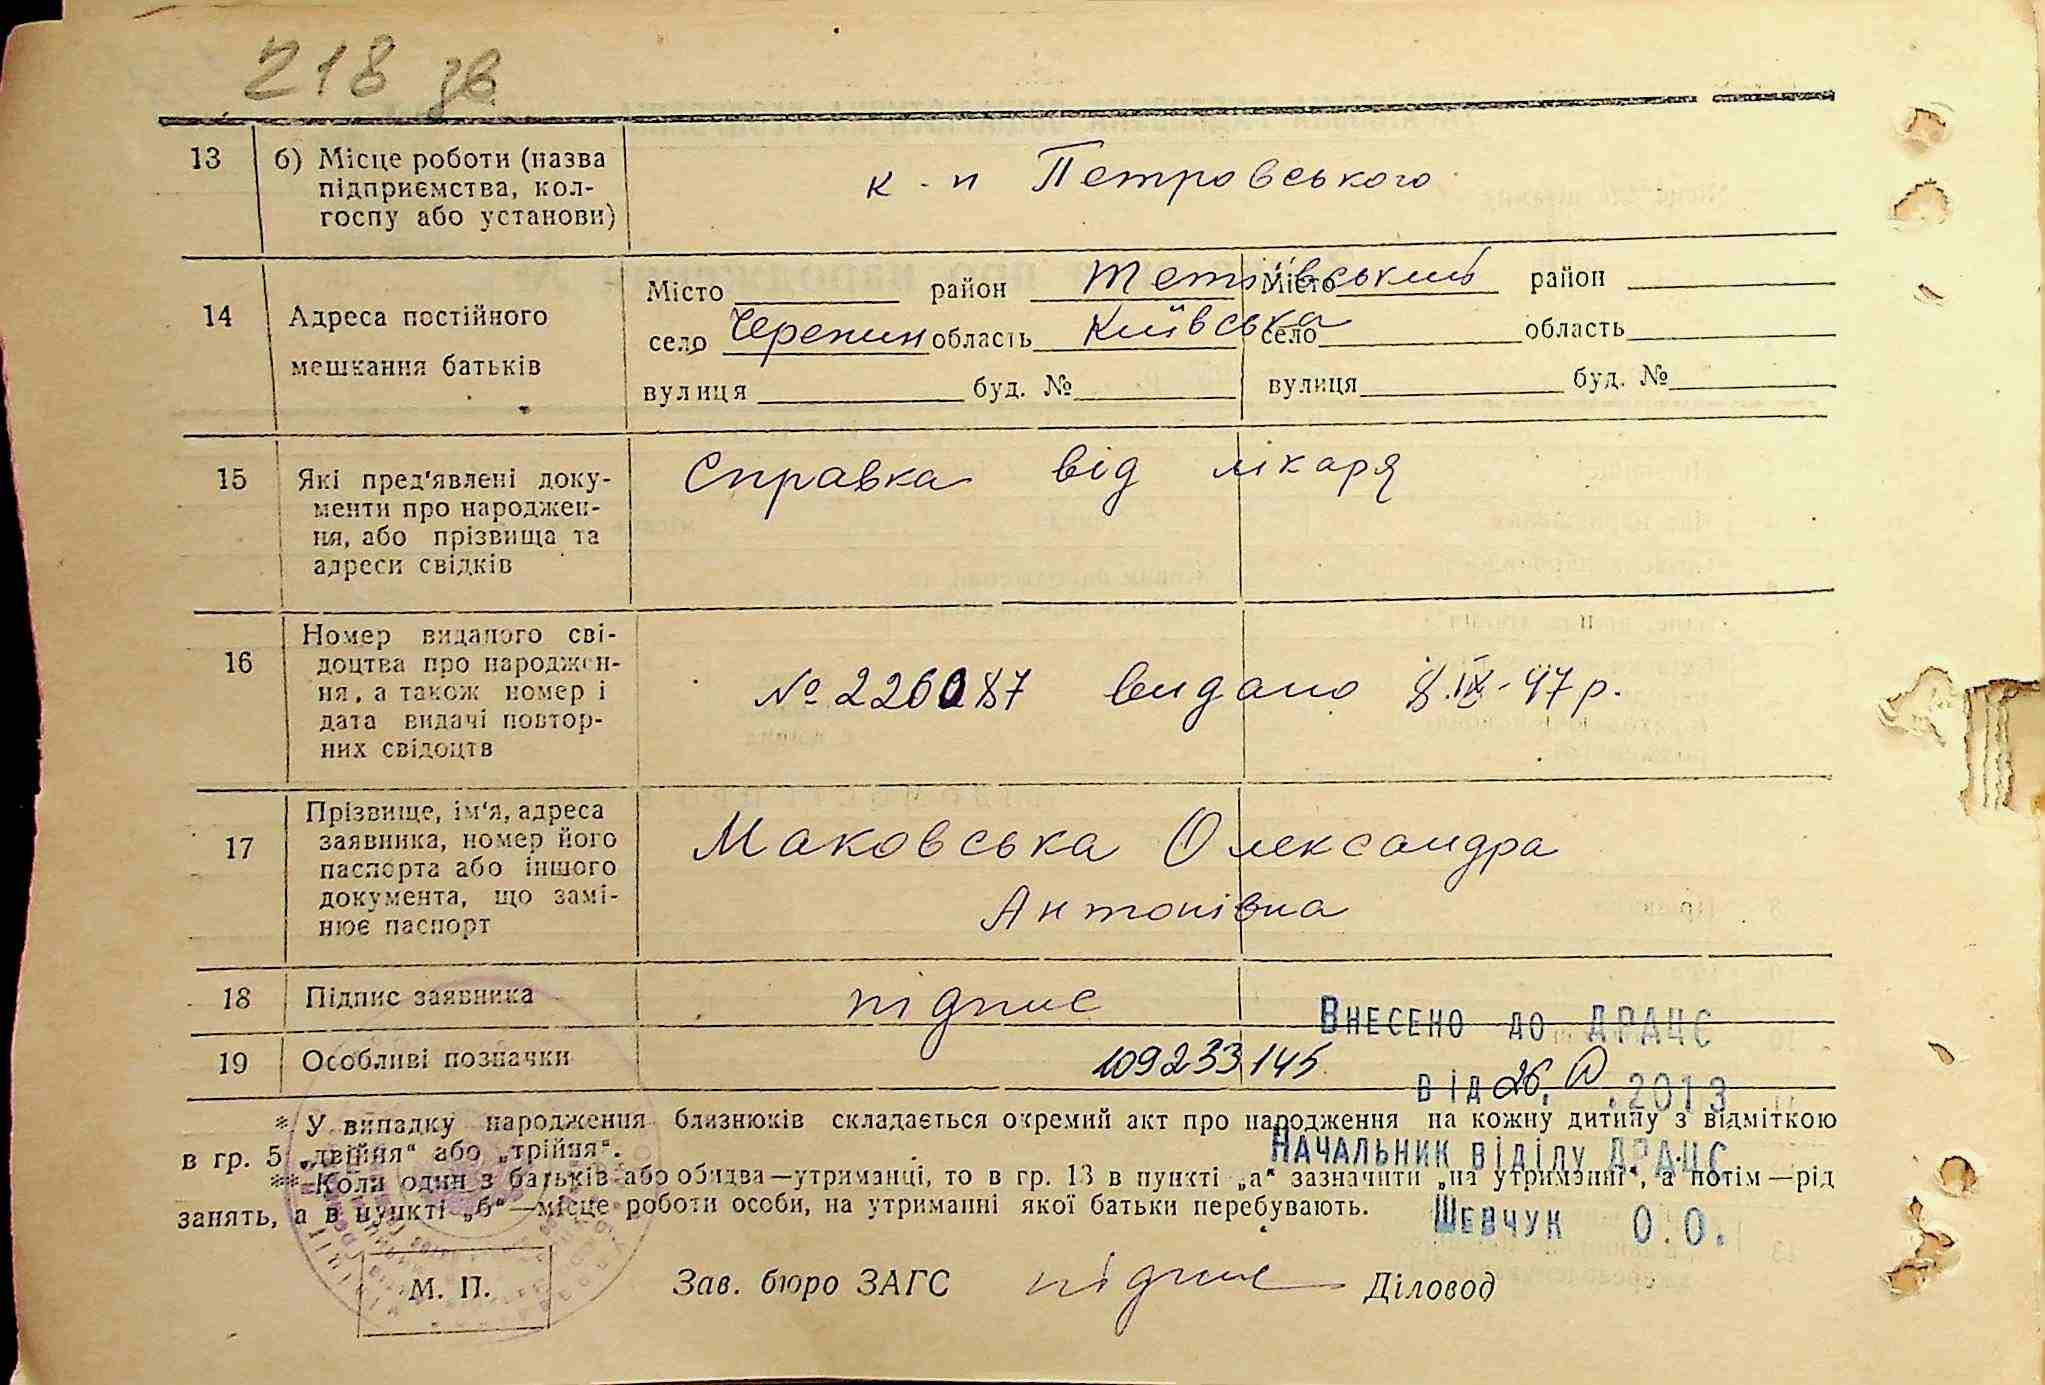 218 зв
13 б) Місце роботи (назва
підприємства, кол-
госпу або установи)
к-п Петровського
14 Адреса постійного
мешкання батьків
Місто район Тетіївський Місто район
село Черепин область Київська село область
вулиця буд. № вулиця буд. №
15 Які пред'явлені доку-
менти про народжен-
ня, або прізвища та
адреси свідків
Справка від лікаря
16 Номер виданого сві-
доцтва про народжен-
ня, а також номер і
дата видачі повтор-
них свідоцтв
№ 226087 видано 8.IX-47 р.
17 Прізвище, ім'я, адреса
заявника, номер його
паспорта або іншого
документа, що замі-
нює паспорт
Маковська Олександра
Антонівна
18 Підпис заявника підпис
Внесено до ДРАЦС
19 Особливі позначки 109233145
від 26. .2013
* У випадку народження близнюків складається окремий акт про народження на кожну дитину з відміткою
в гр. 5 „двійня“ або „трійня“.
Начальник відділу ДРАЦС
** Коли один з батьків або обидва—утриманці, то в гр. 13 в пункті „а“ зазначити „на утриманні“, а потім—рід
занять, а в пункті „б“—місце роботи особи, на утриманні якої батьки перебувають.
Шевчук О.О.
М. П. Зав. бюро ЗАГС підпис Діловод